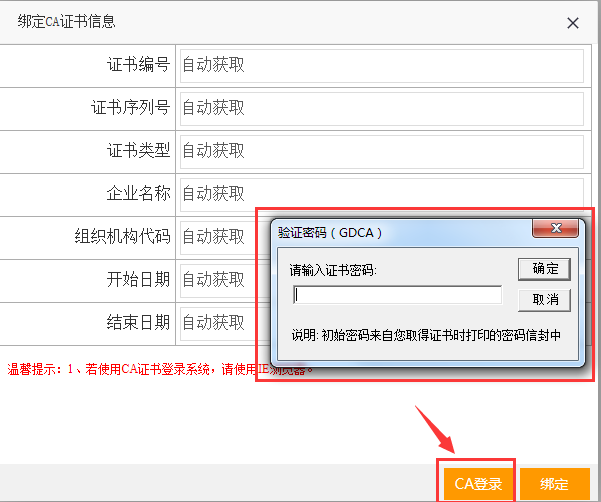 绑定CA证书信息
证书编号 自动获取
证书序列号 自动获取
证书类型 自动获取
企业名称 自动获取
组织机构代码 自动获取
开始日期 自动获取
结束日期 自动获取
验证密码（GDCA）
请输入证书密码:
确定
取消
说明: 初始密码来自您取得证书时打印的密码信封中
温馨提示：1、若使用CA证书登录系统，请使用IE浏览器。
CA登录 绑定